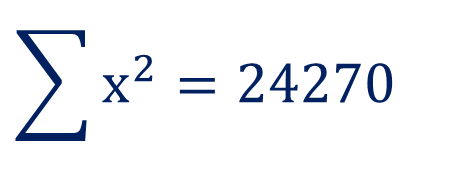 ∑ x² = 24270